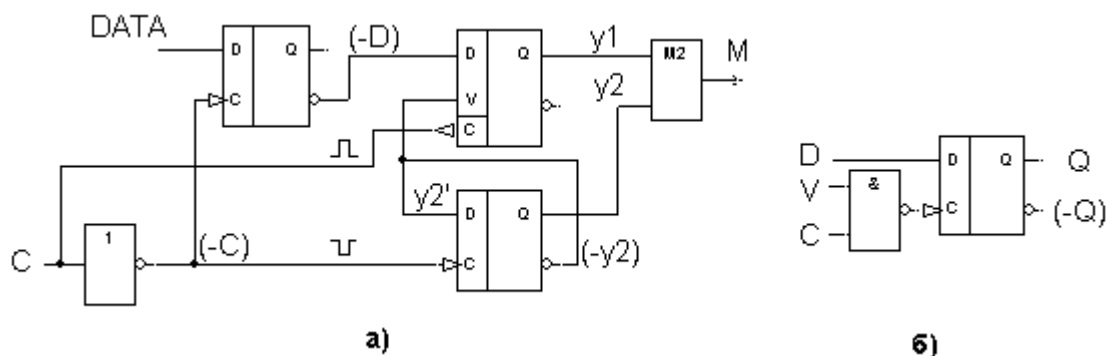 DATA
D Q
C
(-D)
D Q
V
C
y1
y2
M2
M
y2'
D Q
C
(-y2)
C
1
(-C)
а)
D
V
C
&
D Q
C
Q
(-Q)
б)